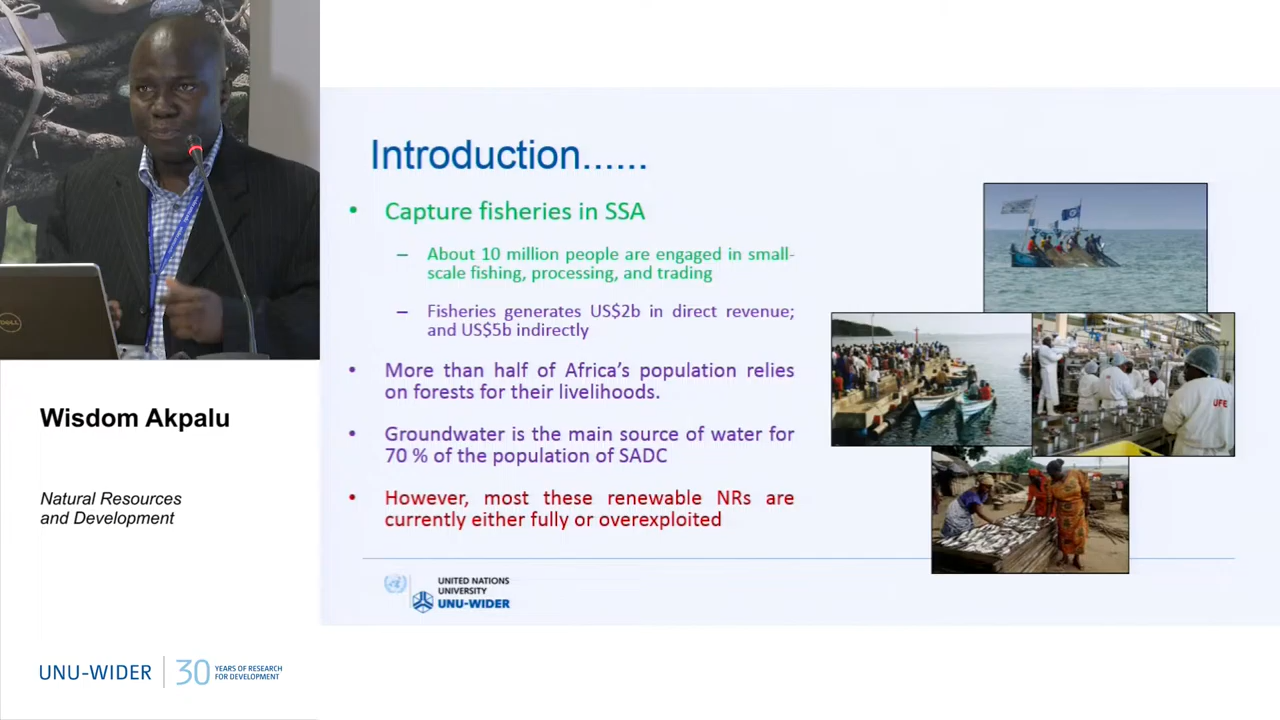 Introduction......
• Capture fisheries in SSA
– About 10 million people are engaged in small-
scale fishing, processing, and trading
– Fisheries generates US$2b in direct revenue;
and US$5b indirectly
• More than half of Africa's population relies
on forests for their livelihoods.
• Groundwater is the main source of water for
70 % of the population of SADC
• However, most these renewable NRs are
currently either fully or overexploited
UFE
UNITED NATIONS
UNIVERSITY
UNU-WIDER
DELL
Wisdom Akpalu
Natural Resources
and Development
UNU-WIDER
30
YEARS OF RESEARCH
FOR DEVELOPMENT